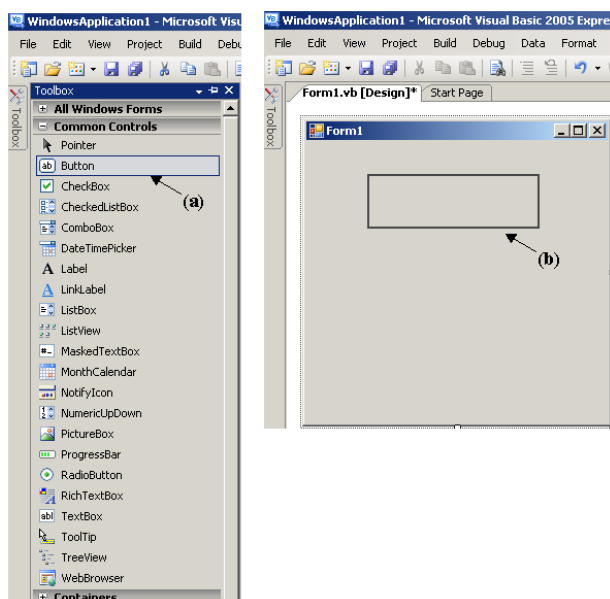 WindowsApplication1 - Microsoft Visu
File Edit View Project Build Debu
Toolbox
Toolbox
All Windows Forms
Common Controls
Pointer
Button
CheckBox
(a)
CheckedListBox
ComboBox
DateTimePicker
A Label
A LinkLabel
ListBox
ListView
MaskedTextBox
MonthCalendar
NotifyIcon
NumericUpDown
PictureBox
ProgressBar
RadioButton
RichTextBox
TextBox
ToolTip
TreeView
WebBrowser
Containers
WindowsApplication1 - Microsoft Visual Basic 2005 Expre
File Edit View Project Build Debug Data Format
Toolbox
Form1.vb [Design]* Start Page
Form1
(b)